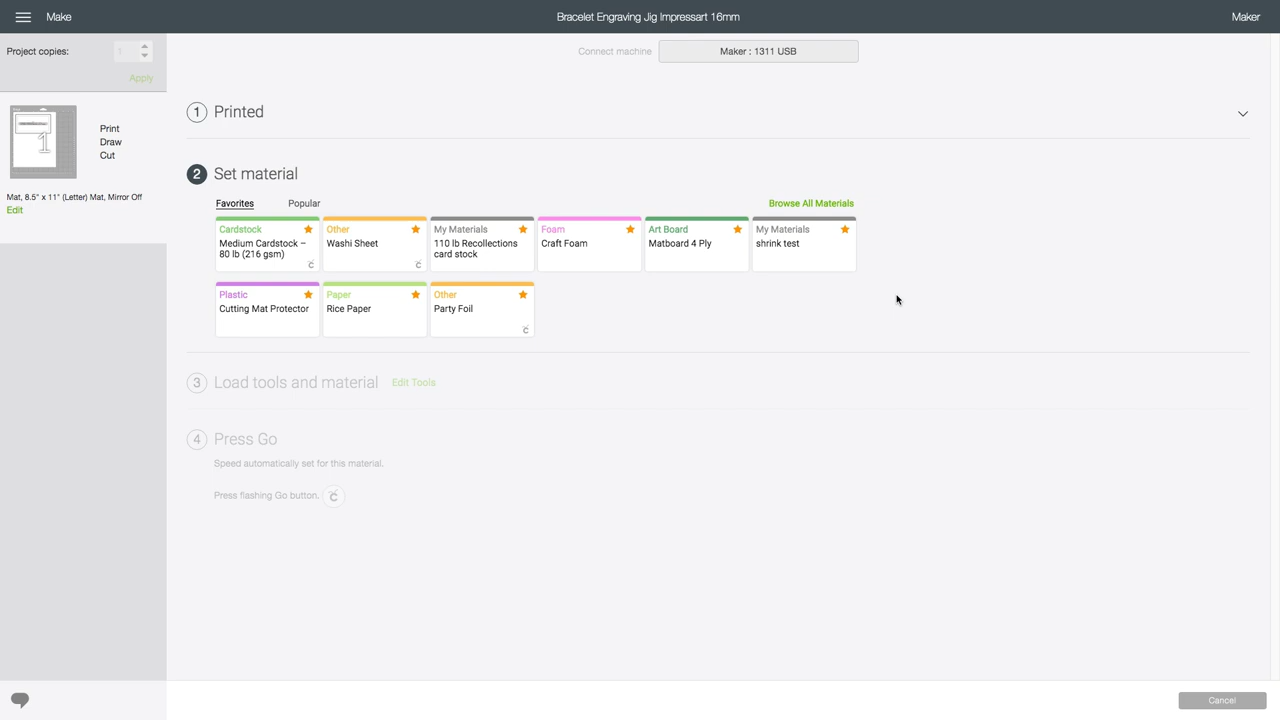 Make
Bracelet Engraving Jig Impressart 16mm
Maker
Project copies:
1
Apply
Connect machine
Maker : 1311 USB
Print
Draw
Cut
Mat, 8.5" x 11" (Letter) Mat, Mirror Off
Edit
1 Printed
2 Set material
Favorites
Popular
Browse All Materials
Cardstock
Medium Cardstock –
80 lb (216 gsm)
Other
Washi Sheet
My Materials
110 lb Recollections
card stock
Foam
Craft Foam
Art Board
Matboard 4 Ply
My Materials
shrink test
Plastic
Cutting Mat Protector
Paper
Rice Paper
Other
Party Foil
3 Load tools and material
Edit Tools
4 Press Go
Speed automatically set for this material.
Press flashing Go button.
Cancel